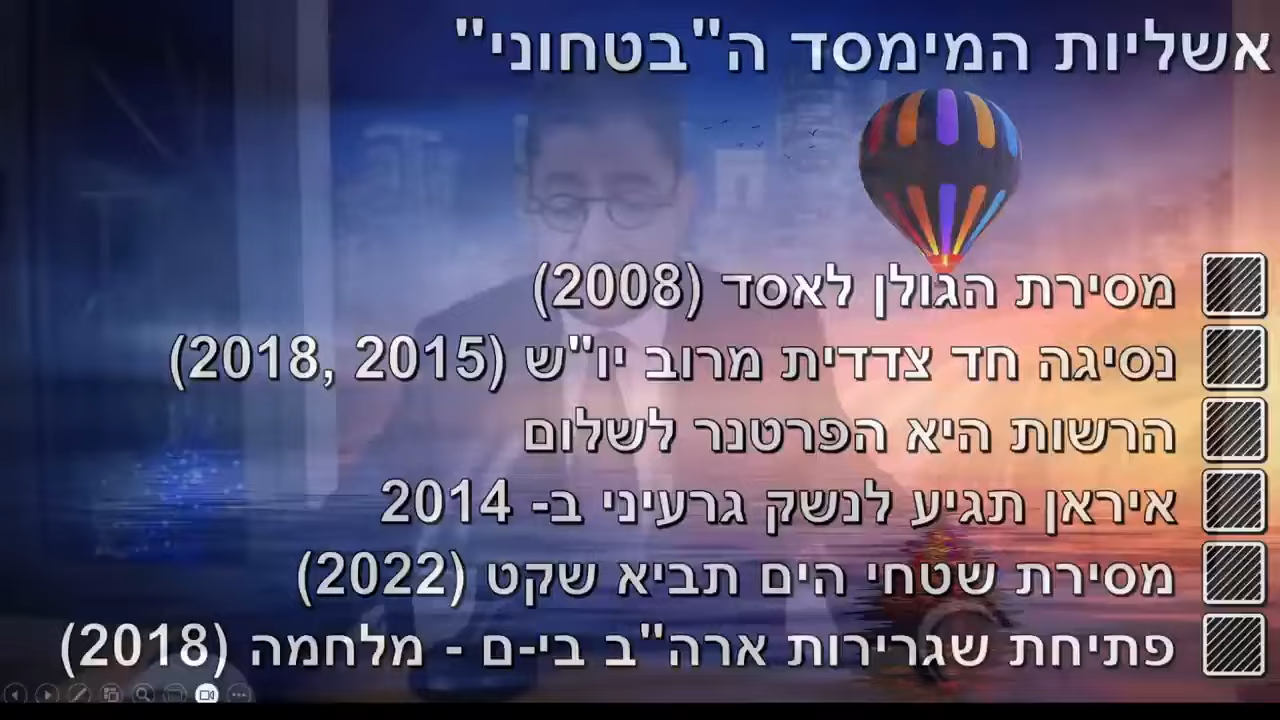 אשליות המימסד ה"בטחוני"
מסירת הגולן לאסד (2008)
נסיגה חד צדדית מרוב יו"ש (2015 ,2018)
הרשות היא הפרטנר לשלום
איראן תגיע לנשק גרעיני ב- 2014
מסירת שטחי הים תביא שקט (2022)
פתיחת שגרירות ארה"ב בי-ם - מלחמה (2018)